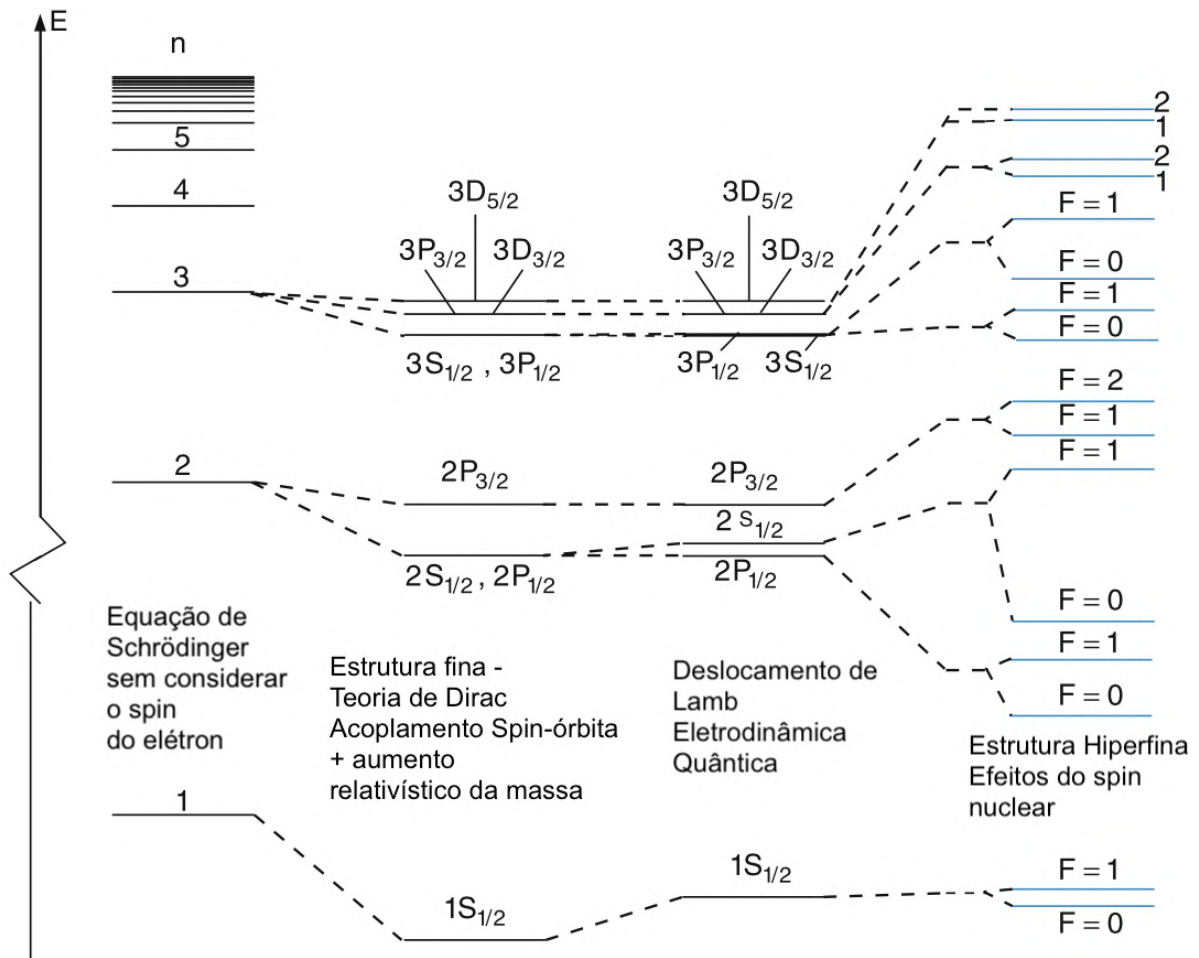 E
n
5
4
3
2
1
3D5/2
3P3/2 3D3/2
3S1/2 , 3P1/2
2P3/2
2S1/2 , 2P1/2
1S1/2
3D5/2
3P3/2 3D3/2
3P1/2 3S1/2
2P3/2
2 S1/2
2P1/2
1S1/2
2
1
2
1
F = 1
F = 0
F = 1
F = 0
F = 2
F = 1
F = 1
F = 0
F = 1
F = 0
F = 1
F = 0
Equação de
Schrödinger
sem considerar
o spin
do elétron
Estrutura fina -
Teoria de Dirac
Acoplamento Spin-órbita
+ aumento
relativístico da massa
Deslocamento de
Lamb
Eletrodinâmica
Quântica
Estrutura Hiperfina
Efeitos do spin
nuclear